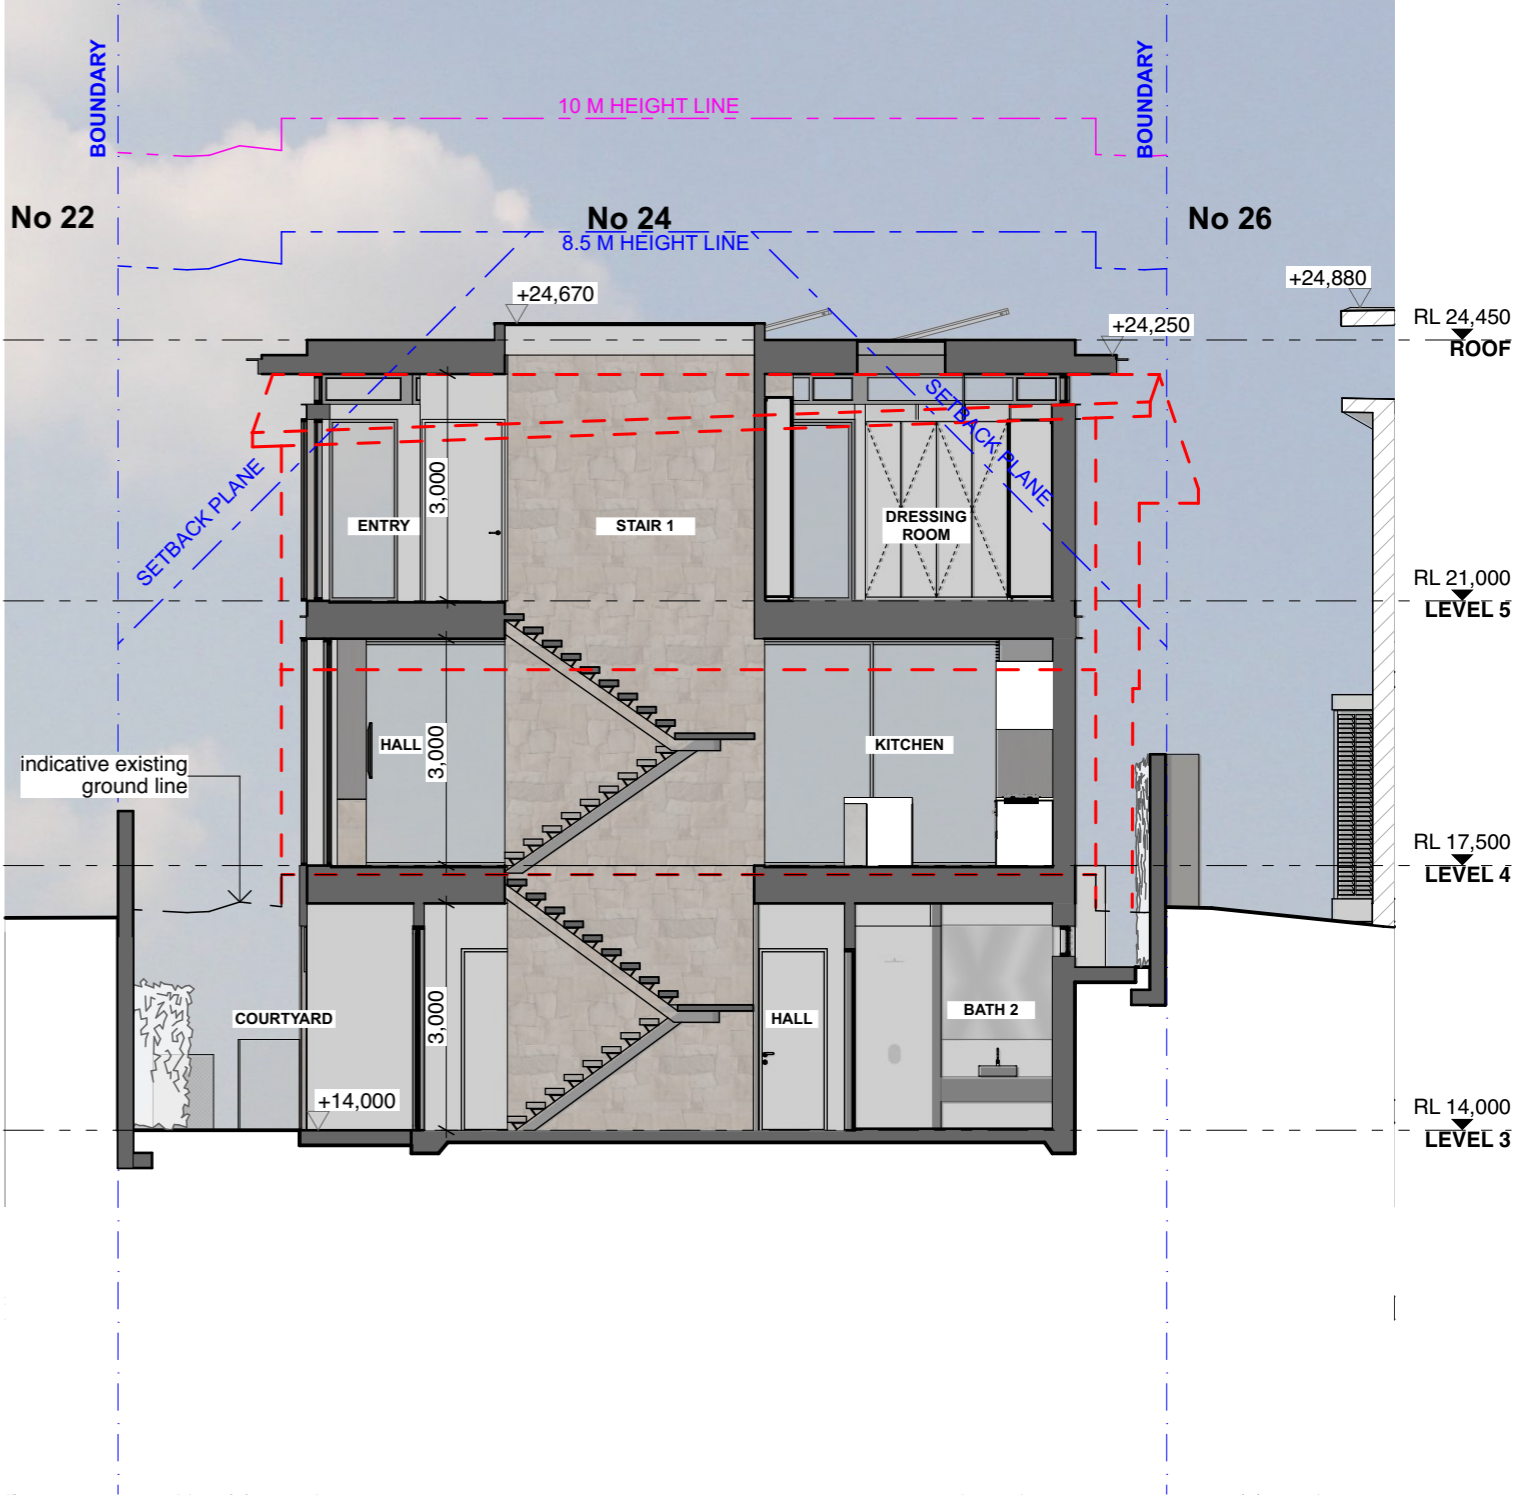 BOUNDARY
BOUNDARY
10 M HEIGHT LINE
No 22
No 24
No 26
8.5 M HEIGHT LINE
+24,670
+24,880
+24,250
RL 24,450
ROOF
SETBACK PLANE
SETBACK PLANE
3,000
ENTRY
STAIR 1
DRESSING
ROOM
RL 21,000
LEVEL 5
HALL
3,000
KITCHEN
indicative existing
ground line
RL 17,500
LEVEL 4
COURTYARD
3,000
HALL
BATH 2
+14,000
RL 14,000
LEVEL 3